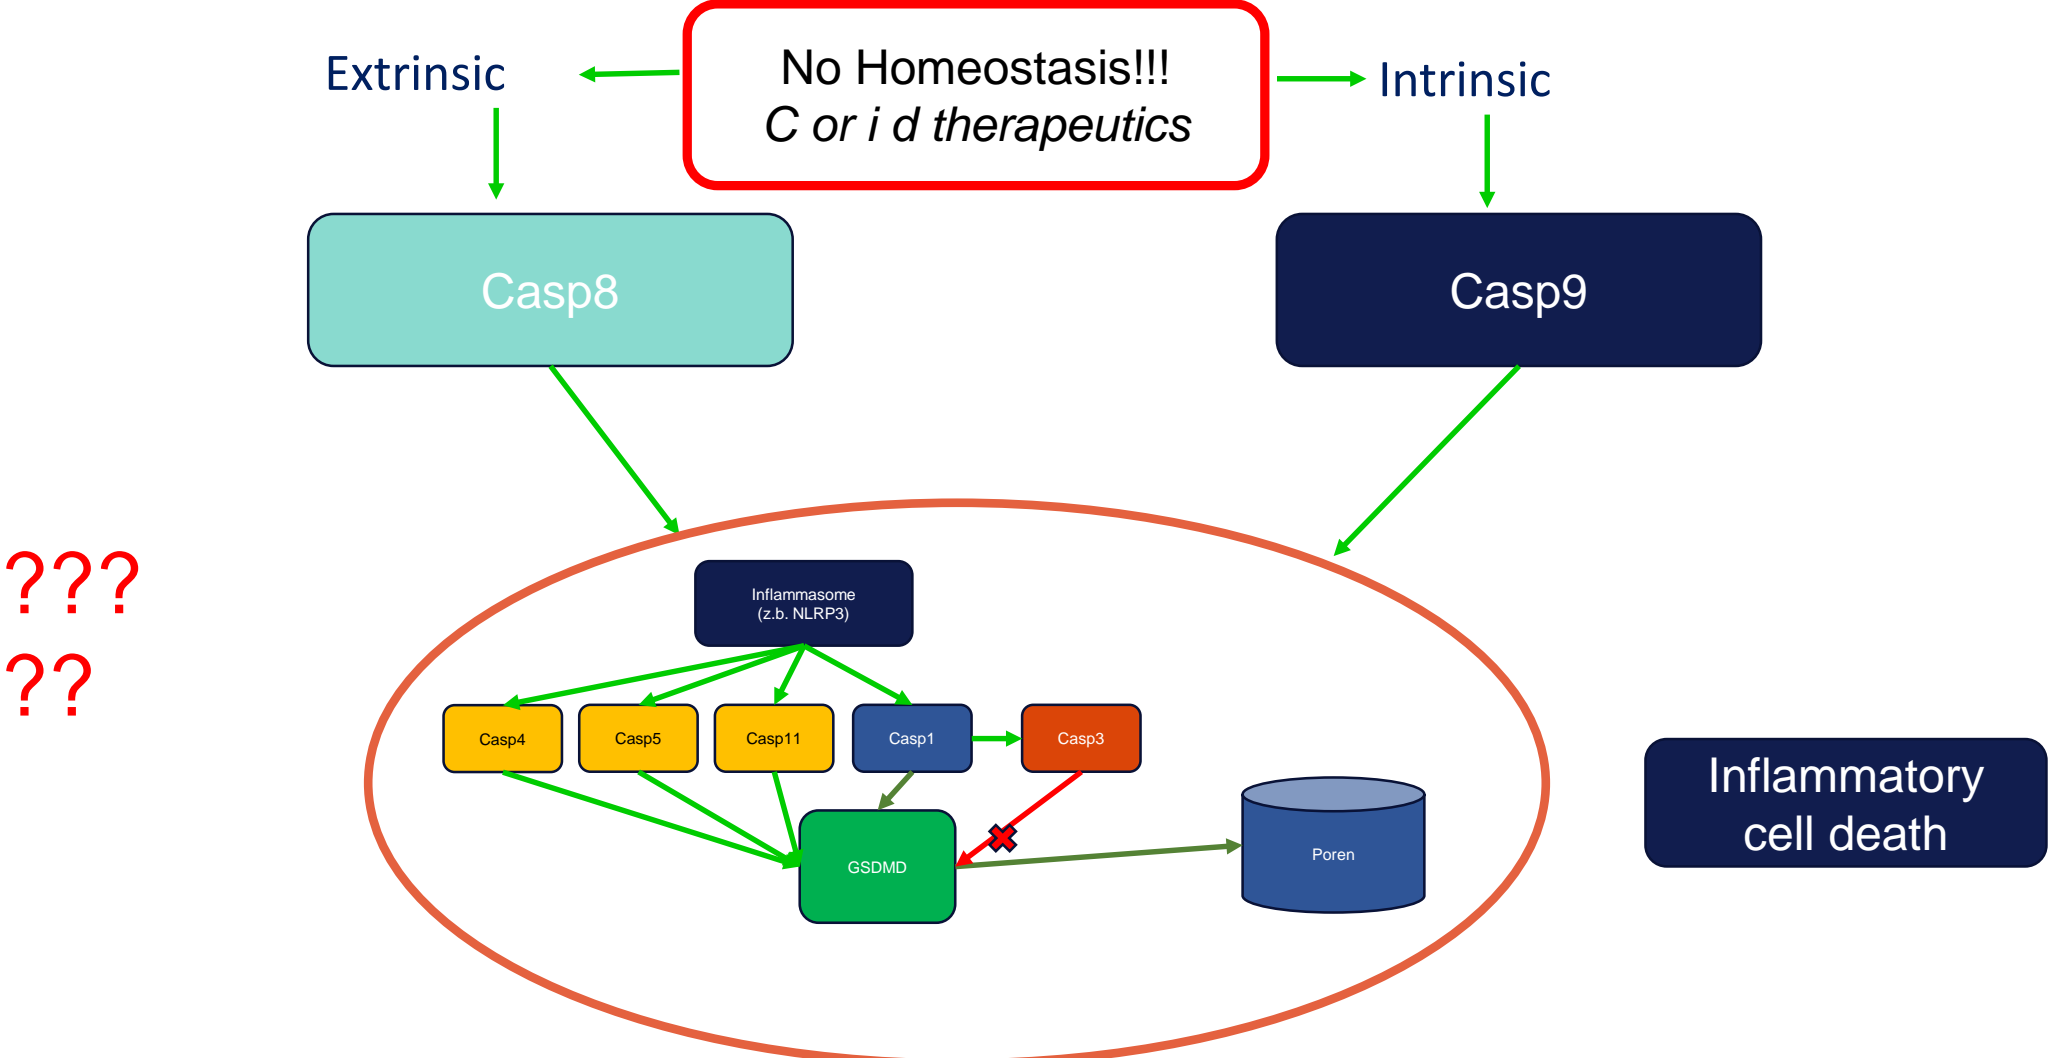 No Homeostasis!!!
C or i d therapeutics
Extrinsic
Intrinsic
Casp8
Casp9
???
??
Inflammasome
(z.b. NLRP3)
Casp4
Casp5
Casp11
Casp1
Casp3
GSDMD
Poren
Inflammatory
cell death